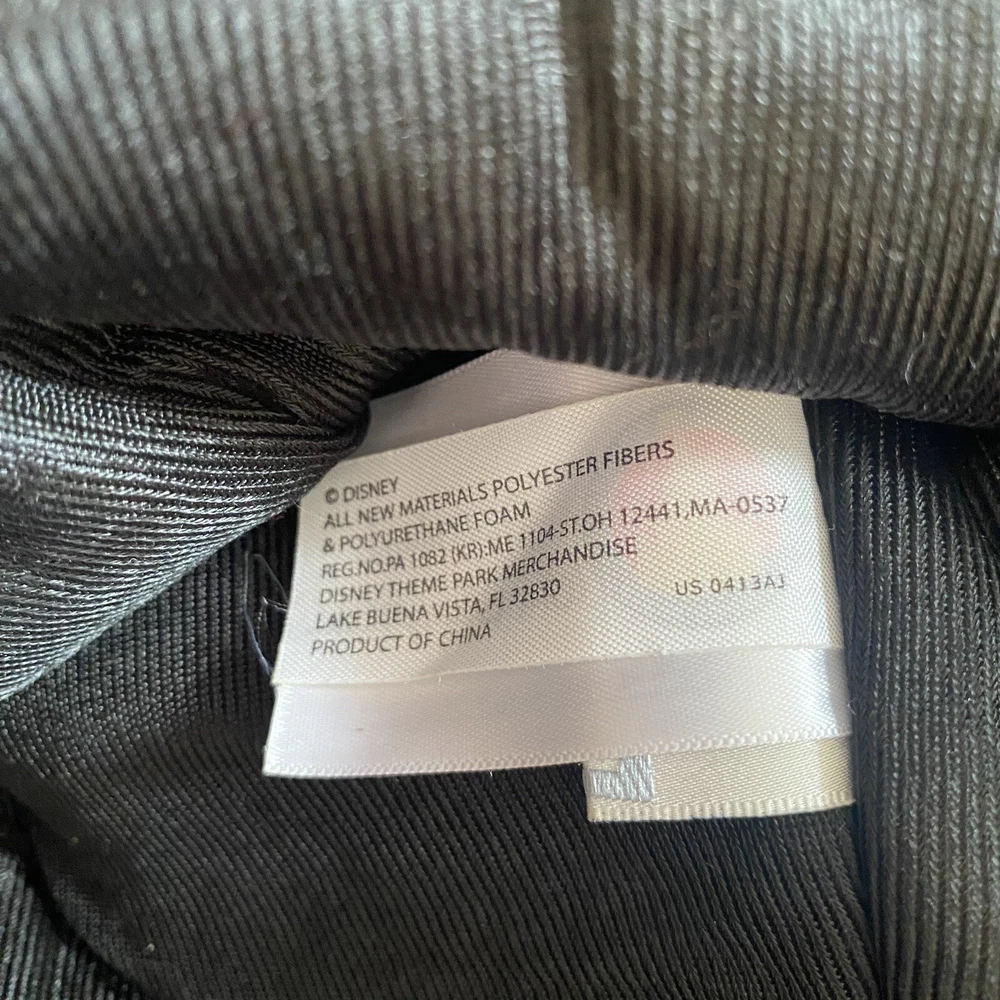 © DISNEY
ALL NEW MATERIALS POLYESTER FIBERS
& POLYURETHANE FOAM
REG.NO.PA 1082 (KR):ME 1104-ST.OH 12441,MA-0537
DISNEY THEME PARK MERCHANDISE
LAKE BUENA VISTA, FL 32830 US 0413AJ
PRODUCT OF CHINA